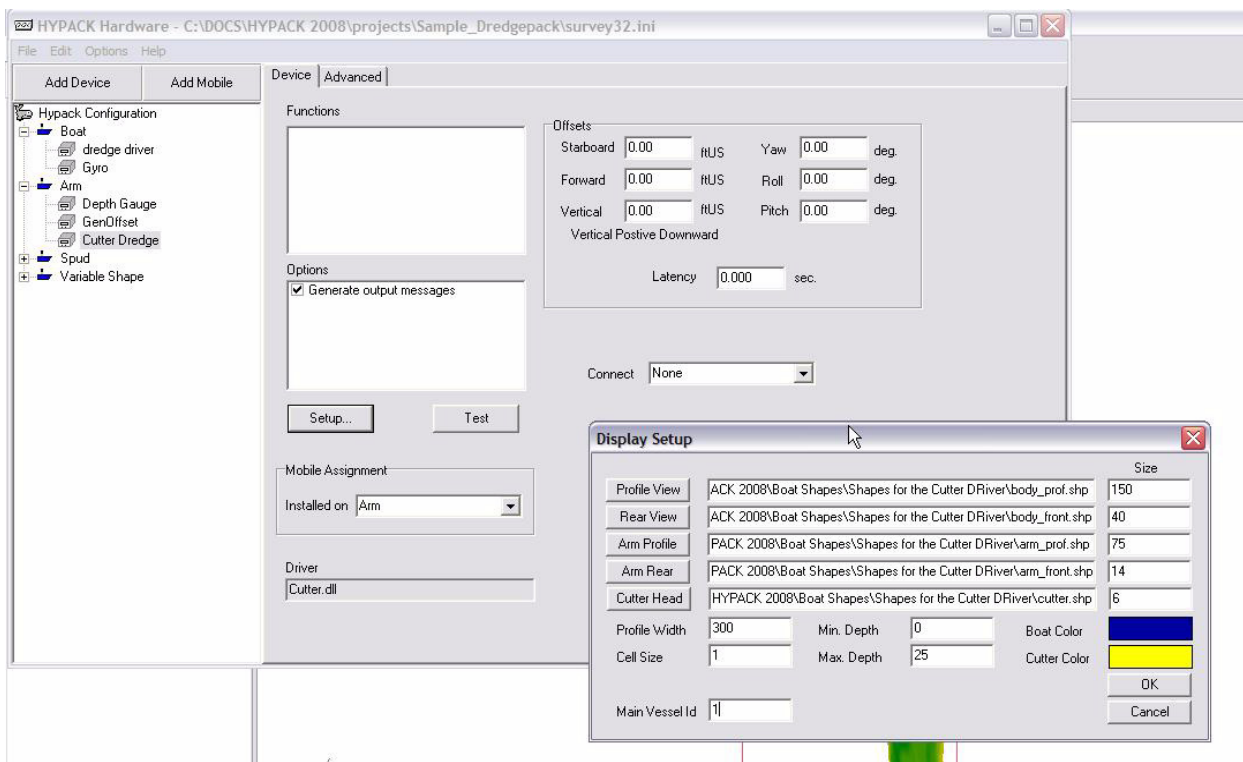 HYPACK Hardware - C:\DOCS\HYPACK 2008\projects\Sample_Dredgepack\survey32.ini
File Edit Options Help
Add Device Add Mobile
Hypack Configuration
Boat
dredge driver
Gyro
Arm
Depth Gauge
GenOffset
Cutter Dredge
Spud
Variable Shape
Device Advanced
Functions
Options
Generate output messages
Setup... Test
Mobile Assignment
Installed on Arm
Driver
Cutter.dll
Offsets
Starboard 0.00 ftUS Yaw 0.00 deg.
Forward 0.00 ftUS Roll 0.00 deg.
Vertical 0.00 ftUS Pitch 0.00 deg.
Vertical Postive Downward
Latency 0.000 sec.
Connect None
Display Setup
Size
Profile View ACK 2008\Boat Shapes\Shapes for the Cutter DRiver\body_prof.shp 150
Rear View ACK 2008\Boat Shapes\Shapes for the Cutter DRiver\body_front.shp 40
Arm Profile PACK 2008\Boat Shapes\Shapes for the Cutter DRiver\arm_prof.shp 75
Arm Rear PACK 2008\Boat Shapes\Shapes for the Cutter DRiver\arm_front.shp 14
Cutter Head HYPACK 2008\Boat Shapes\Shapes for the Cutter DRiver\cutter.shp 6
Profile Width 300 Min. Depth 0 Boat Color
Cell Size 1 Max. Depth 25 Cutter Color
OK
Main Vessel Id 1 Cancel